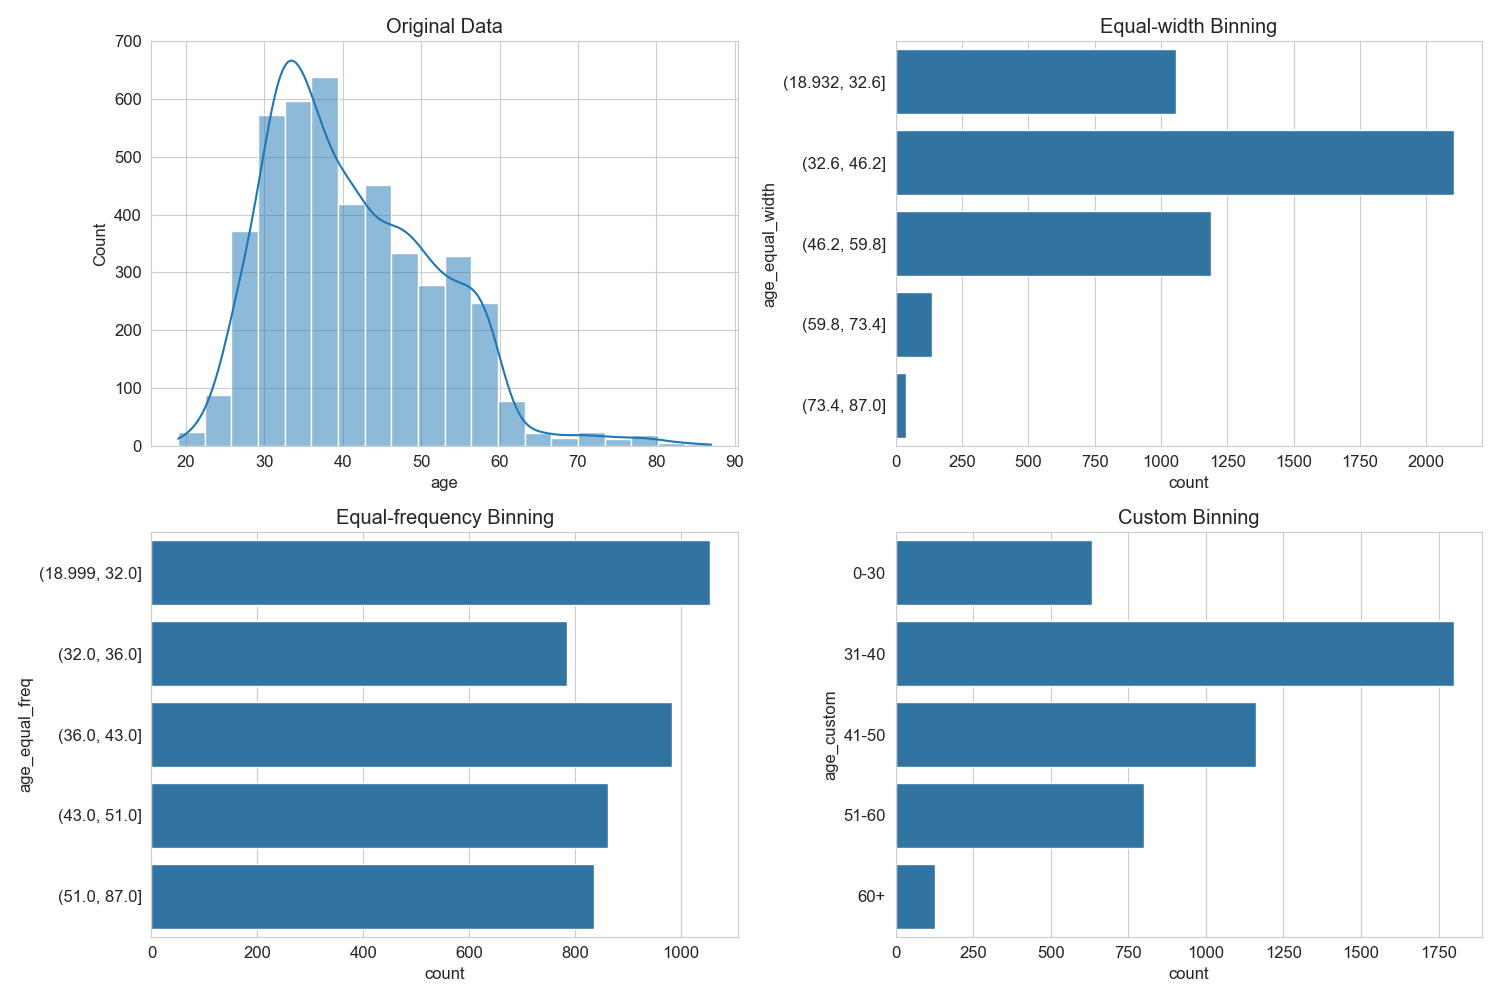 Original Data
700
600
500
400
300
200
100
0
Count
20 30 40 50 60 70 80 90
age
Equal-width Binning
(18.932, 32.6]
(32.6, 46.2]
(46.2, 59.8]
(59.8, 73.4]
(73.4, 87.0]
age_equal_width
0 250 500 750 1000 1250 1500 1750 2000
count
Equal-frequency Binning
(18.999, 32.0]
(32.0, 36.0]
(36.0, 43.0]
(43.0, 51.0]
(51.0, 87.0]
age_equal_freq
0 200 400 600 800 1000
count
Custom Binning
0-30
31-40
41-50
51-60
60+
age_custom
0 250 500 750 1000 1250 1500 1750
count